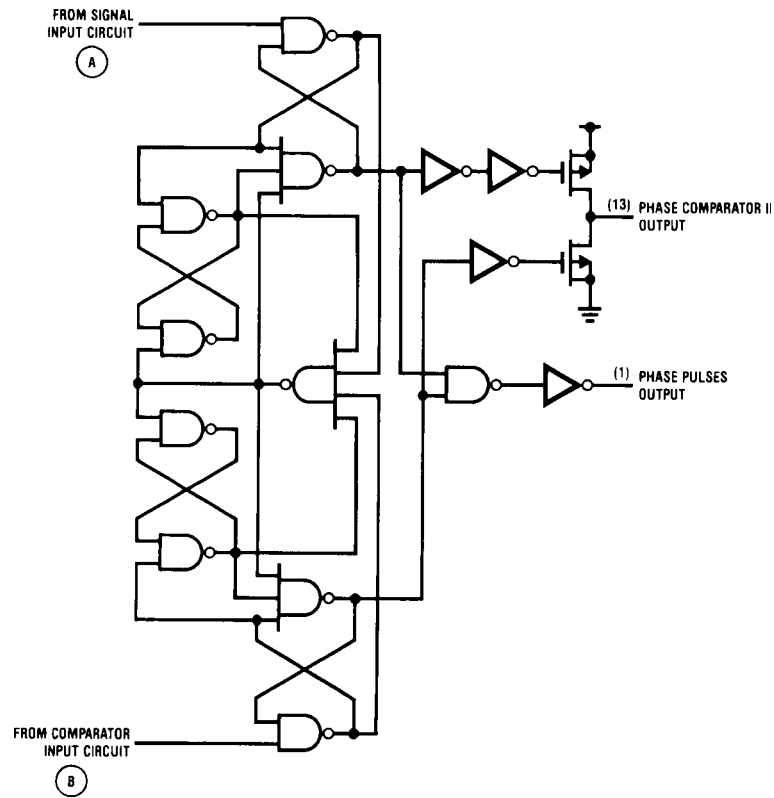 FROM SIGNAL
INPUT CIRCUIT
A
(13) PHASE COMPARATOR II
OUTPUT
(1) PHASE PULSES
OUTPUT
FROM COMPARATOR
INPUT CIRCUIT
B